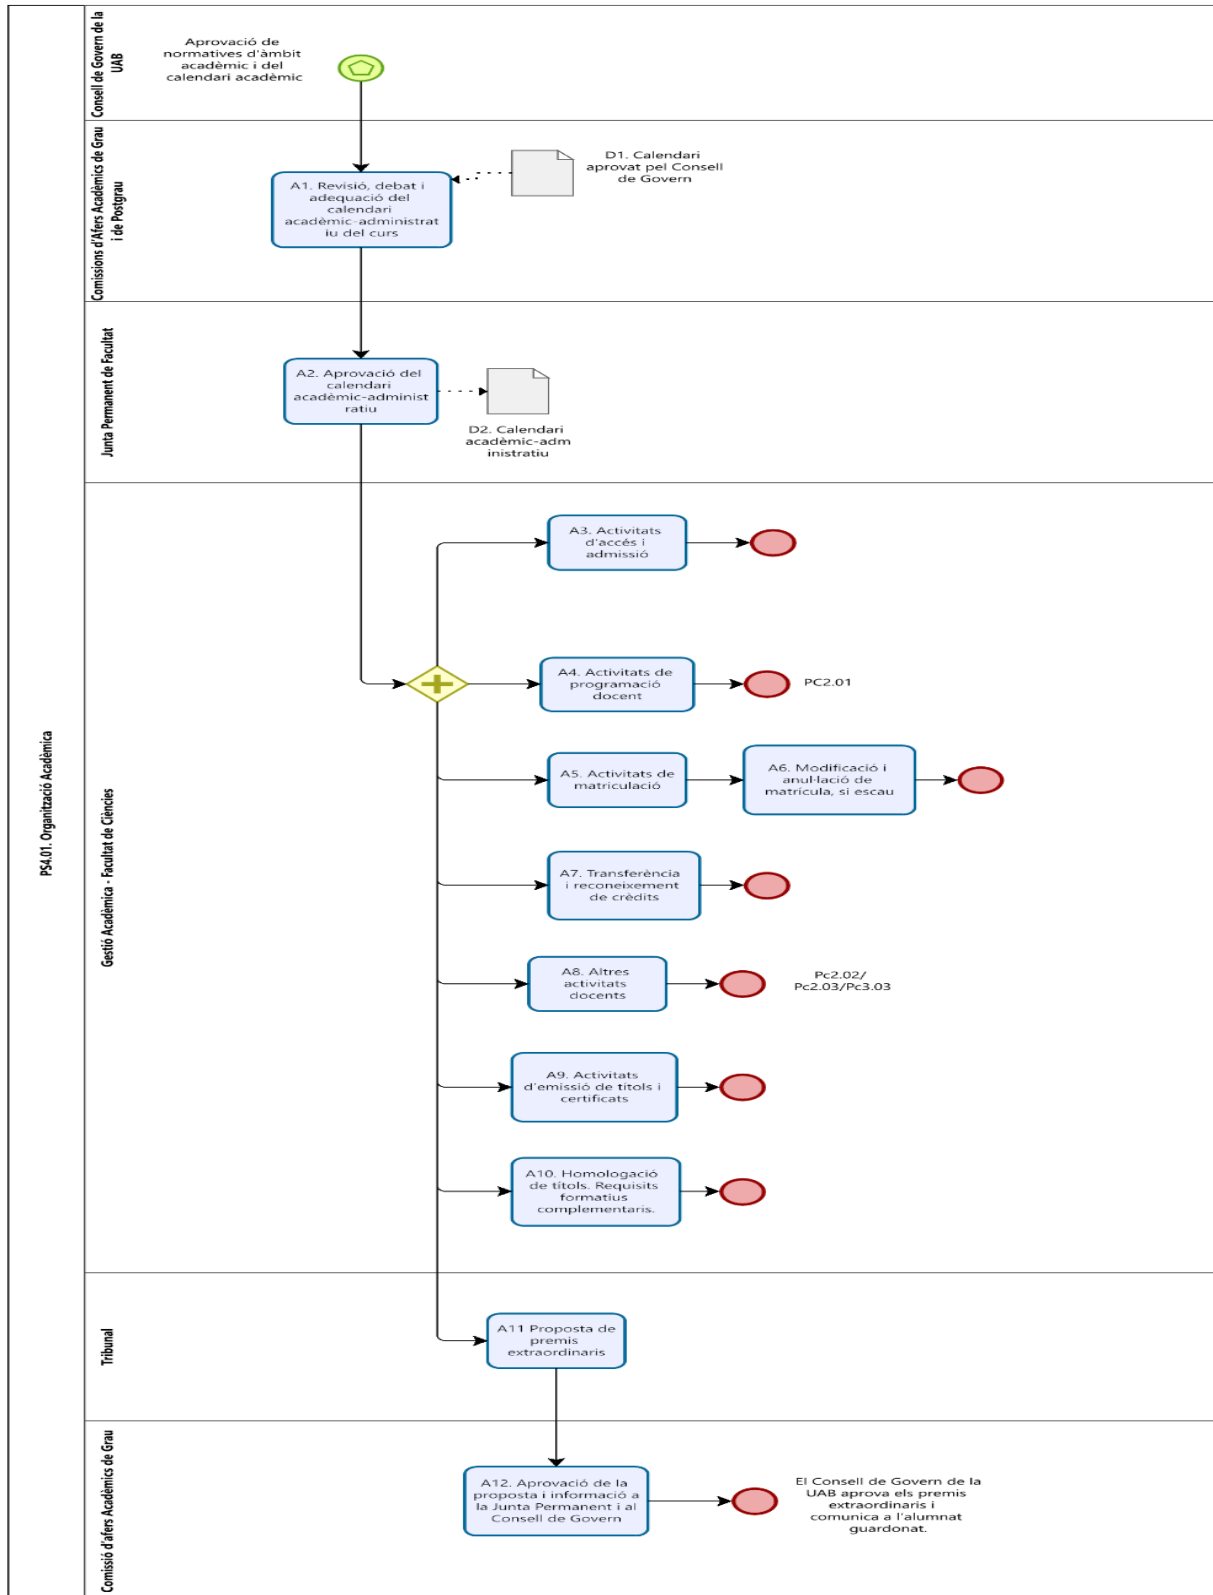 PS4.01. Organització Acadèmica
Consell de Govern de la
UAB
Aprovació de
normatives d'àmbit
acadèmic i del
calendari acadèmic
Comissions d'Afers Acadèmics de Grau
i de Postgrau
A1. Revisió, debat i
adequació del
calendari
acadèmic-administrat
iu del curs
D1. Calendari
aprovat pel Consell
de Govern
Junta Permanent de Facultat
A2. Aprovació del
calendari
acadèmic-administ
ratiu
D2. Calendari
acadèmic-adm
inistratiu
Gestió Acadèmica - Facultat de Ciències
A3. Activitats
d'accés i
admissió
A4. Activitats de
programació
docent
PC2.01
A5. Activitats de
matriculació
A6. Modificació i
anul·lació de
matrícula, si escau
A7. Transferència
i reconeixement
de crèdits
A8. Altres
activitats
docents
Pc2.02/
Pc2.03/Pc3.03
A9. Activitats
d'emissió de títols i
certificats
A10. Homologació
de títols. Requisits
formatius
complementaris.
Tribunal
A11 Proposta de
premis
extraordinaris
Comissió d'afers Acadèmics de Grau
A12. Aprovació de la
proposta i informació a
la Junta Permanent i al
Consell de Govern
El Consell de Govern de la
UAB aprova els premis
extraordinaris i
comunica a l'alumnat
guardonat.